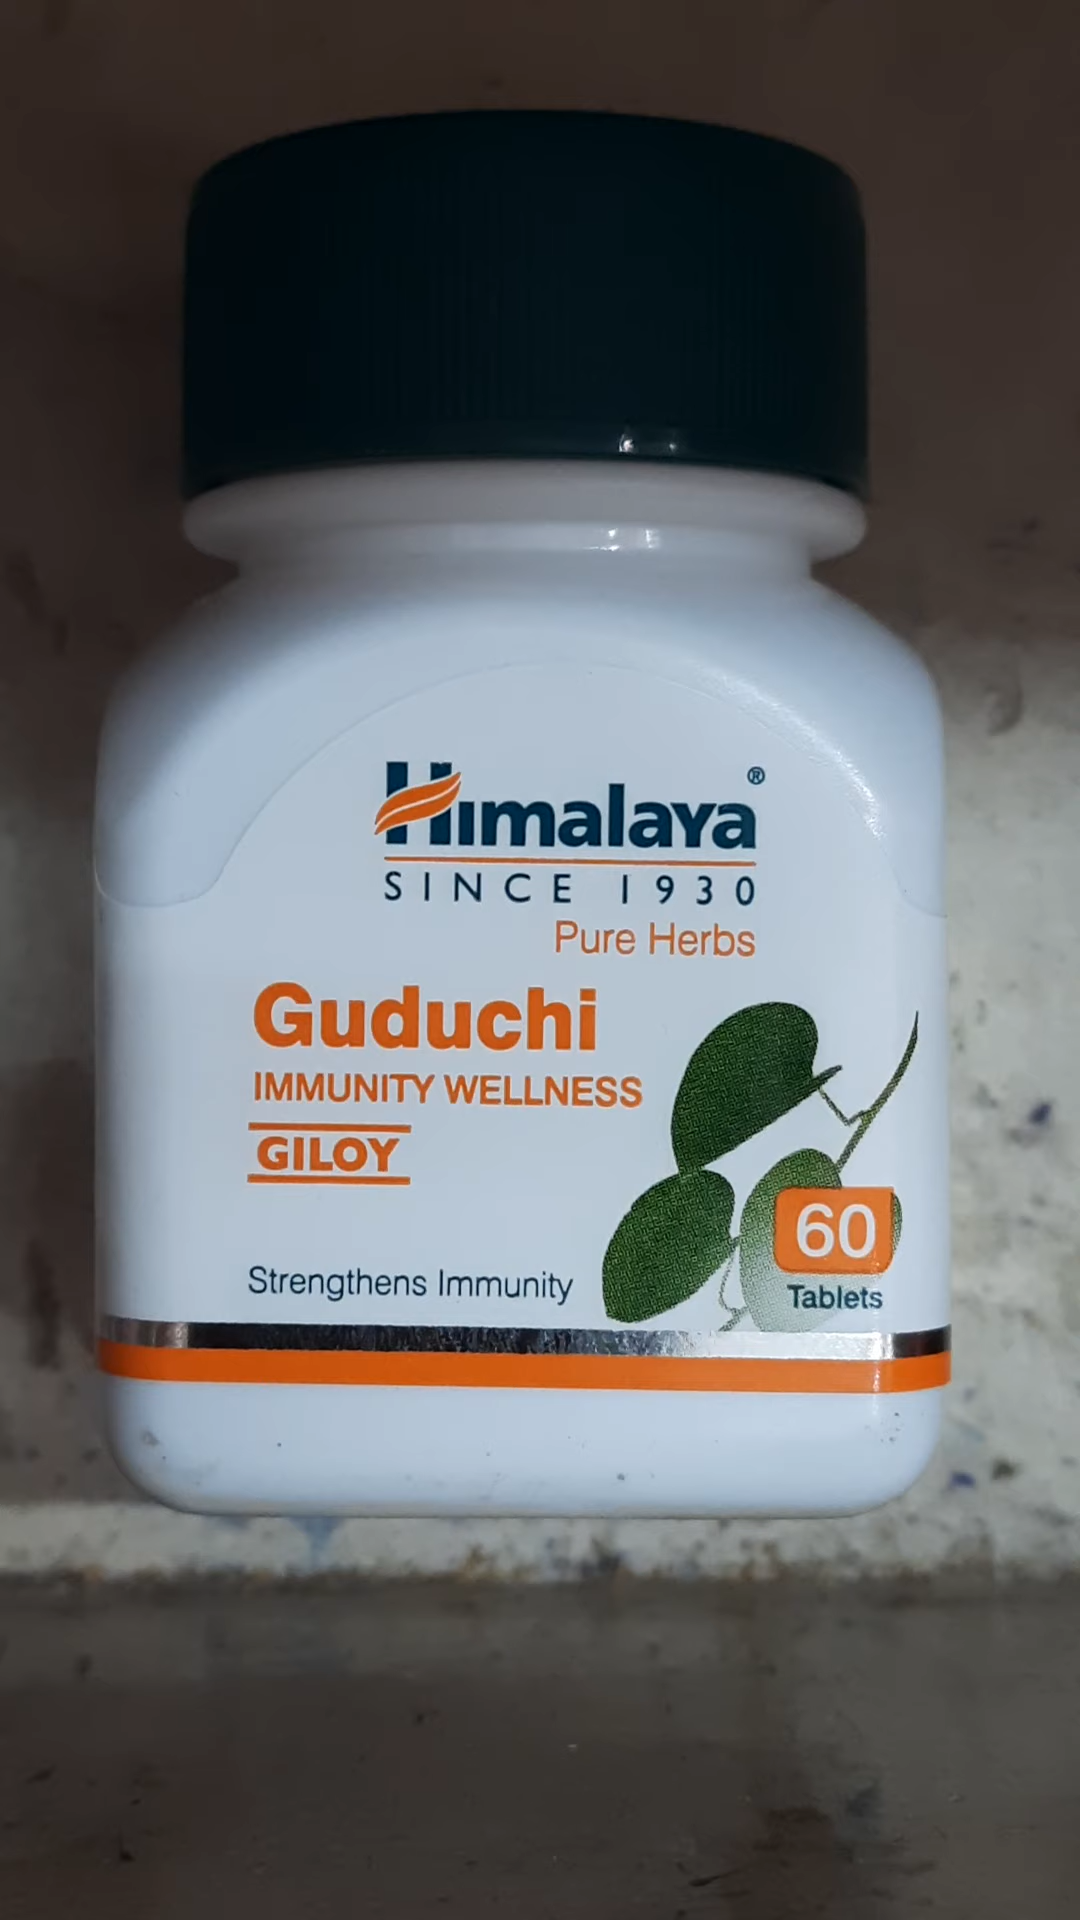 Himalaya®
SINCE 1930
Pure Herbs
Guduchi
IMMUNITY WELLNESS
GILOY
Strengthens Immunity
60
Tablets